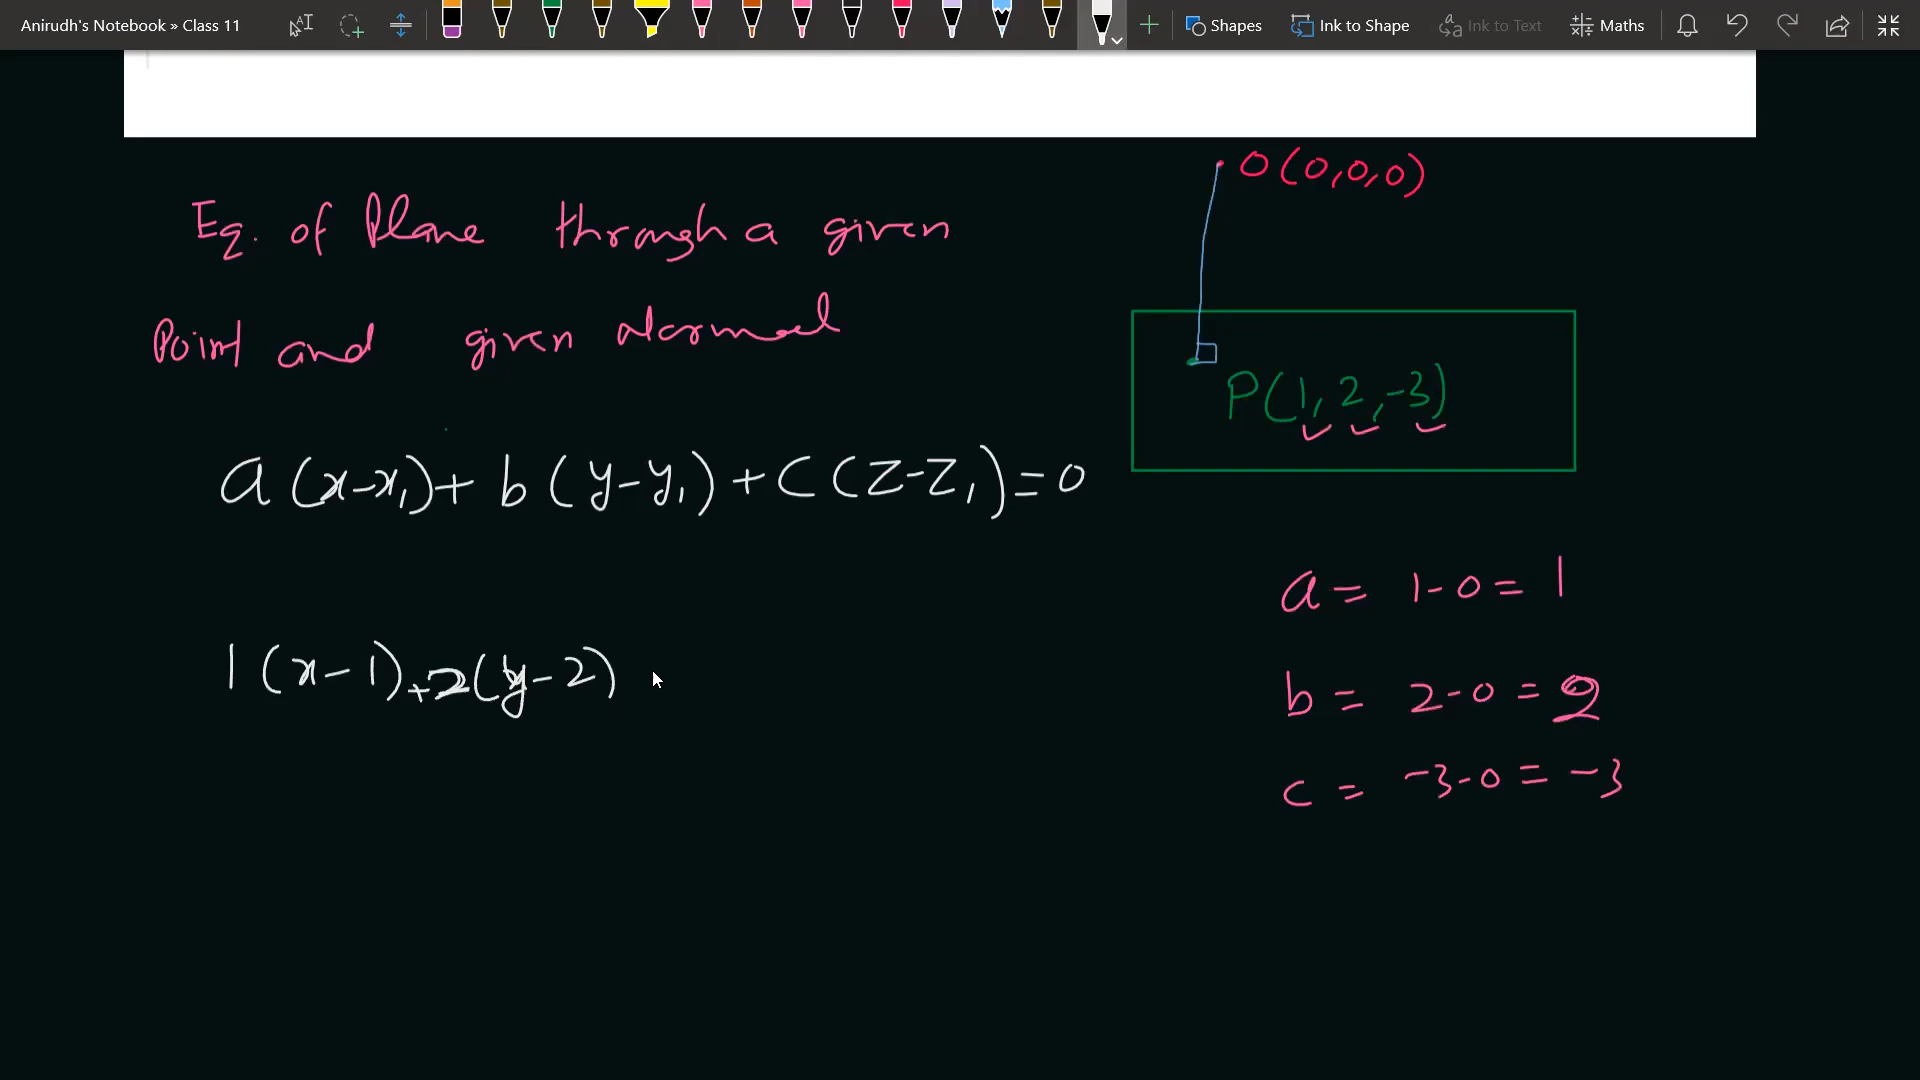 Anirudh's Notebook » Class 11
Shapes
Ink to Shape
Ink to Text
Maths
O(0,0,0)
Eq. of Plane through a given
Point and given Normal
P(1, 2, -3)
a(x-x₁)+ b(y-y₁)+c(z-z₁)=0
a = 1-0 = 1
1(x-1)+2(y-2)
b = 2-0 = 2
c = -3-0 = -3